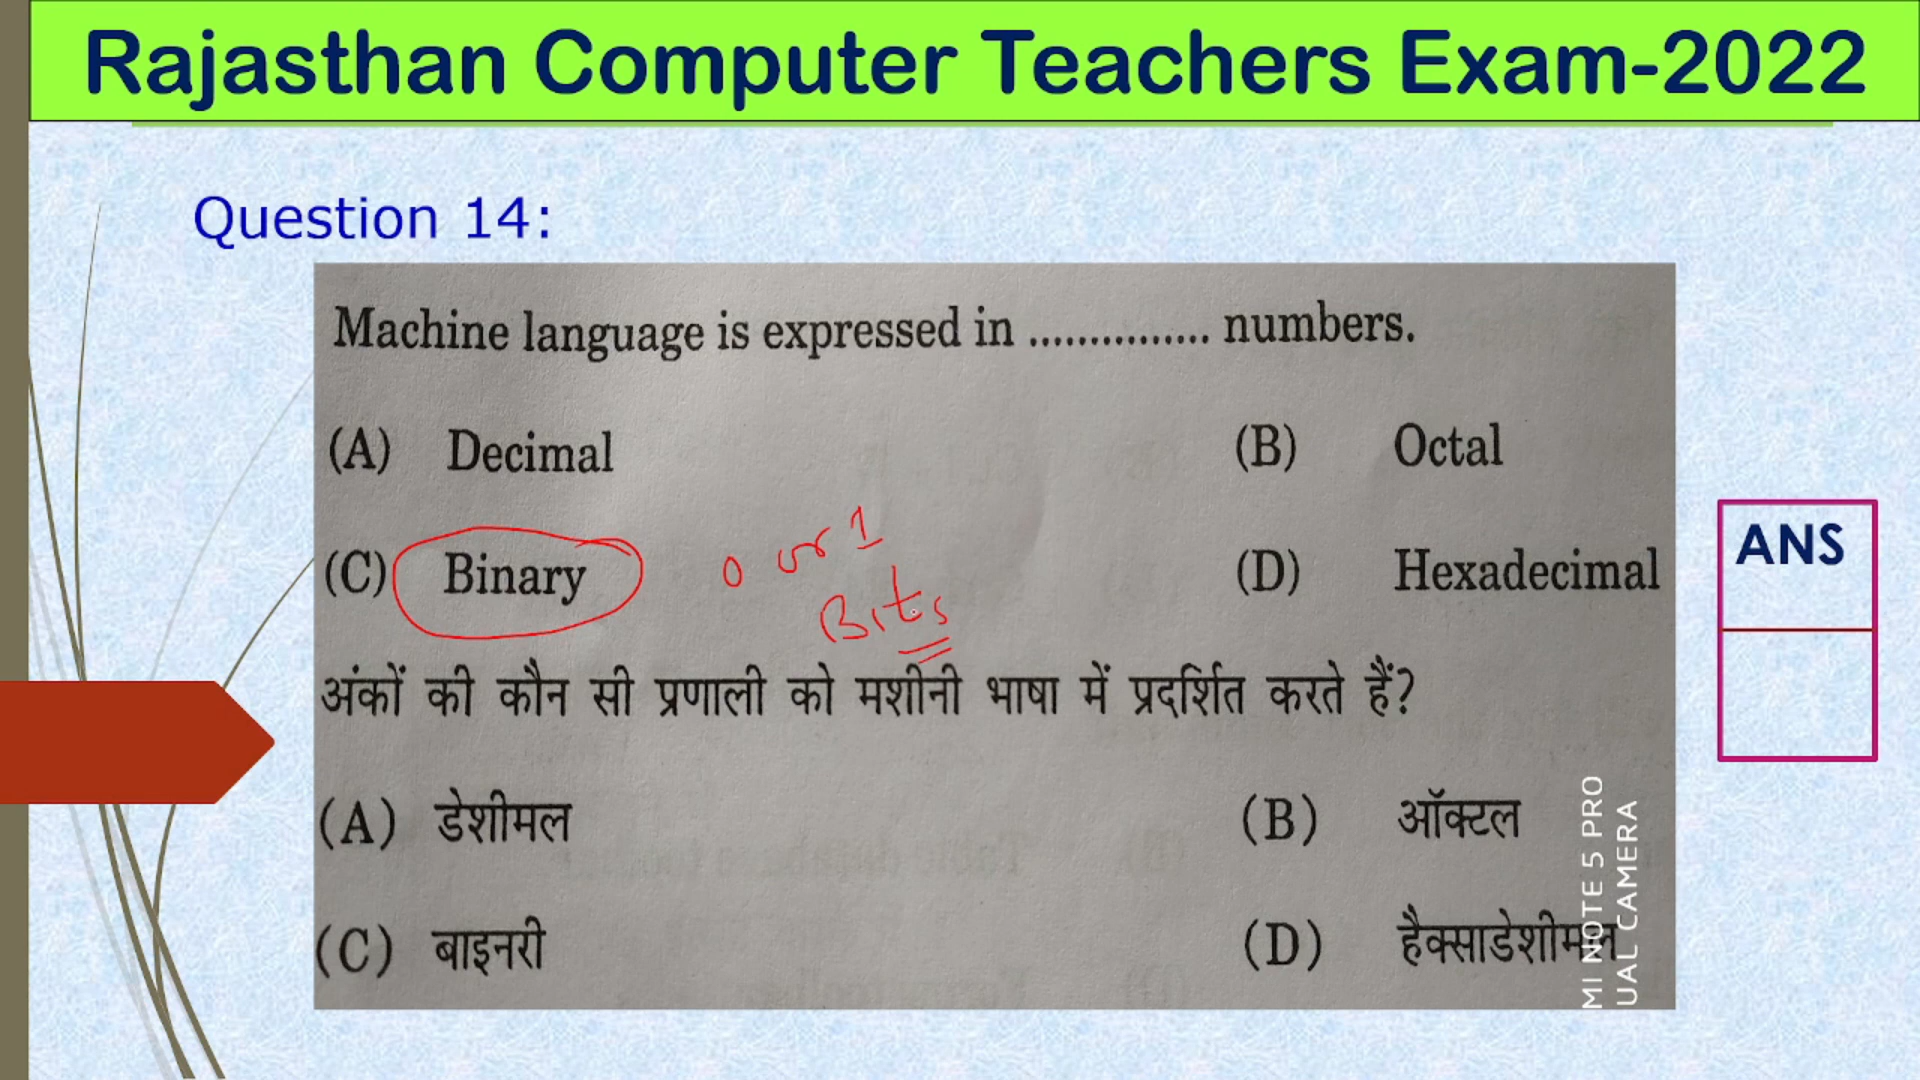 Rajasthan Computer Teachers Exam-2022
Question 14:
Machine language is expressed in ............... numbers.
(A) Decimal (B) Octal
(C) Binary 0 or 1 (D) Hexadecimal
Bits
अंकों की कौन सी प्रणाली को मशीनी भाषा में प्रदर्शित करते हैं?
(A) डेशीमल (B) ऑक्टल
(C) बाइनरी (D) हैक्साडेशीमल
ANS
MI NOTE 5 PRO
UAL CAMERA